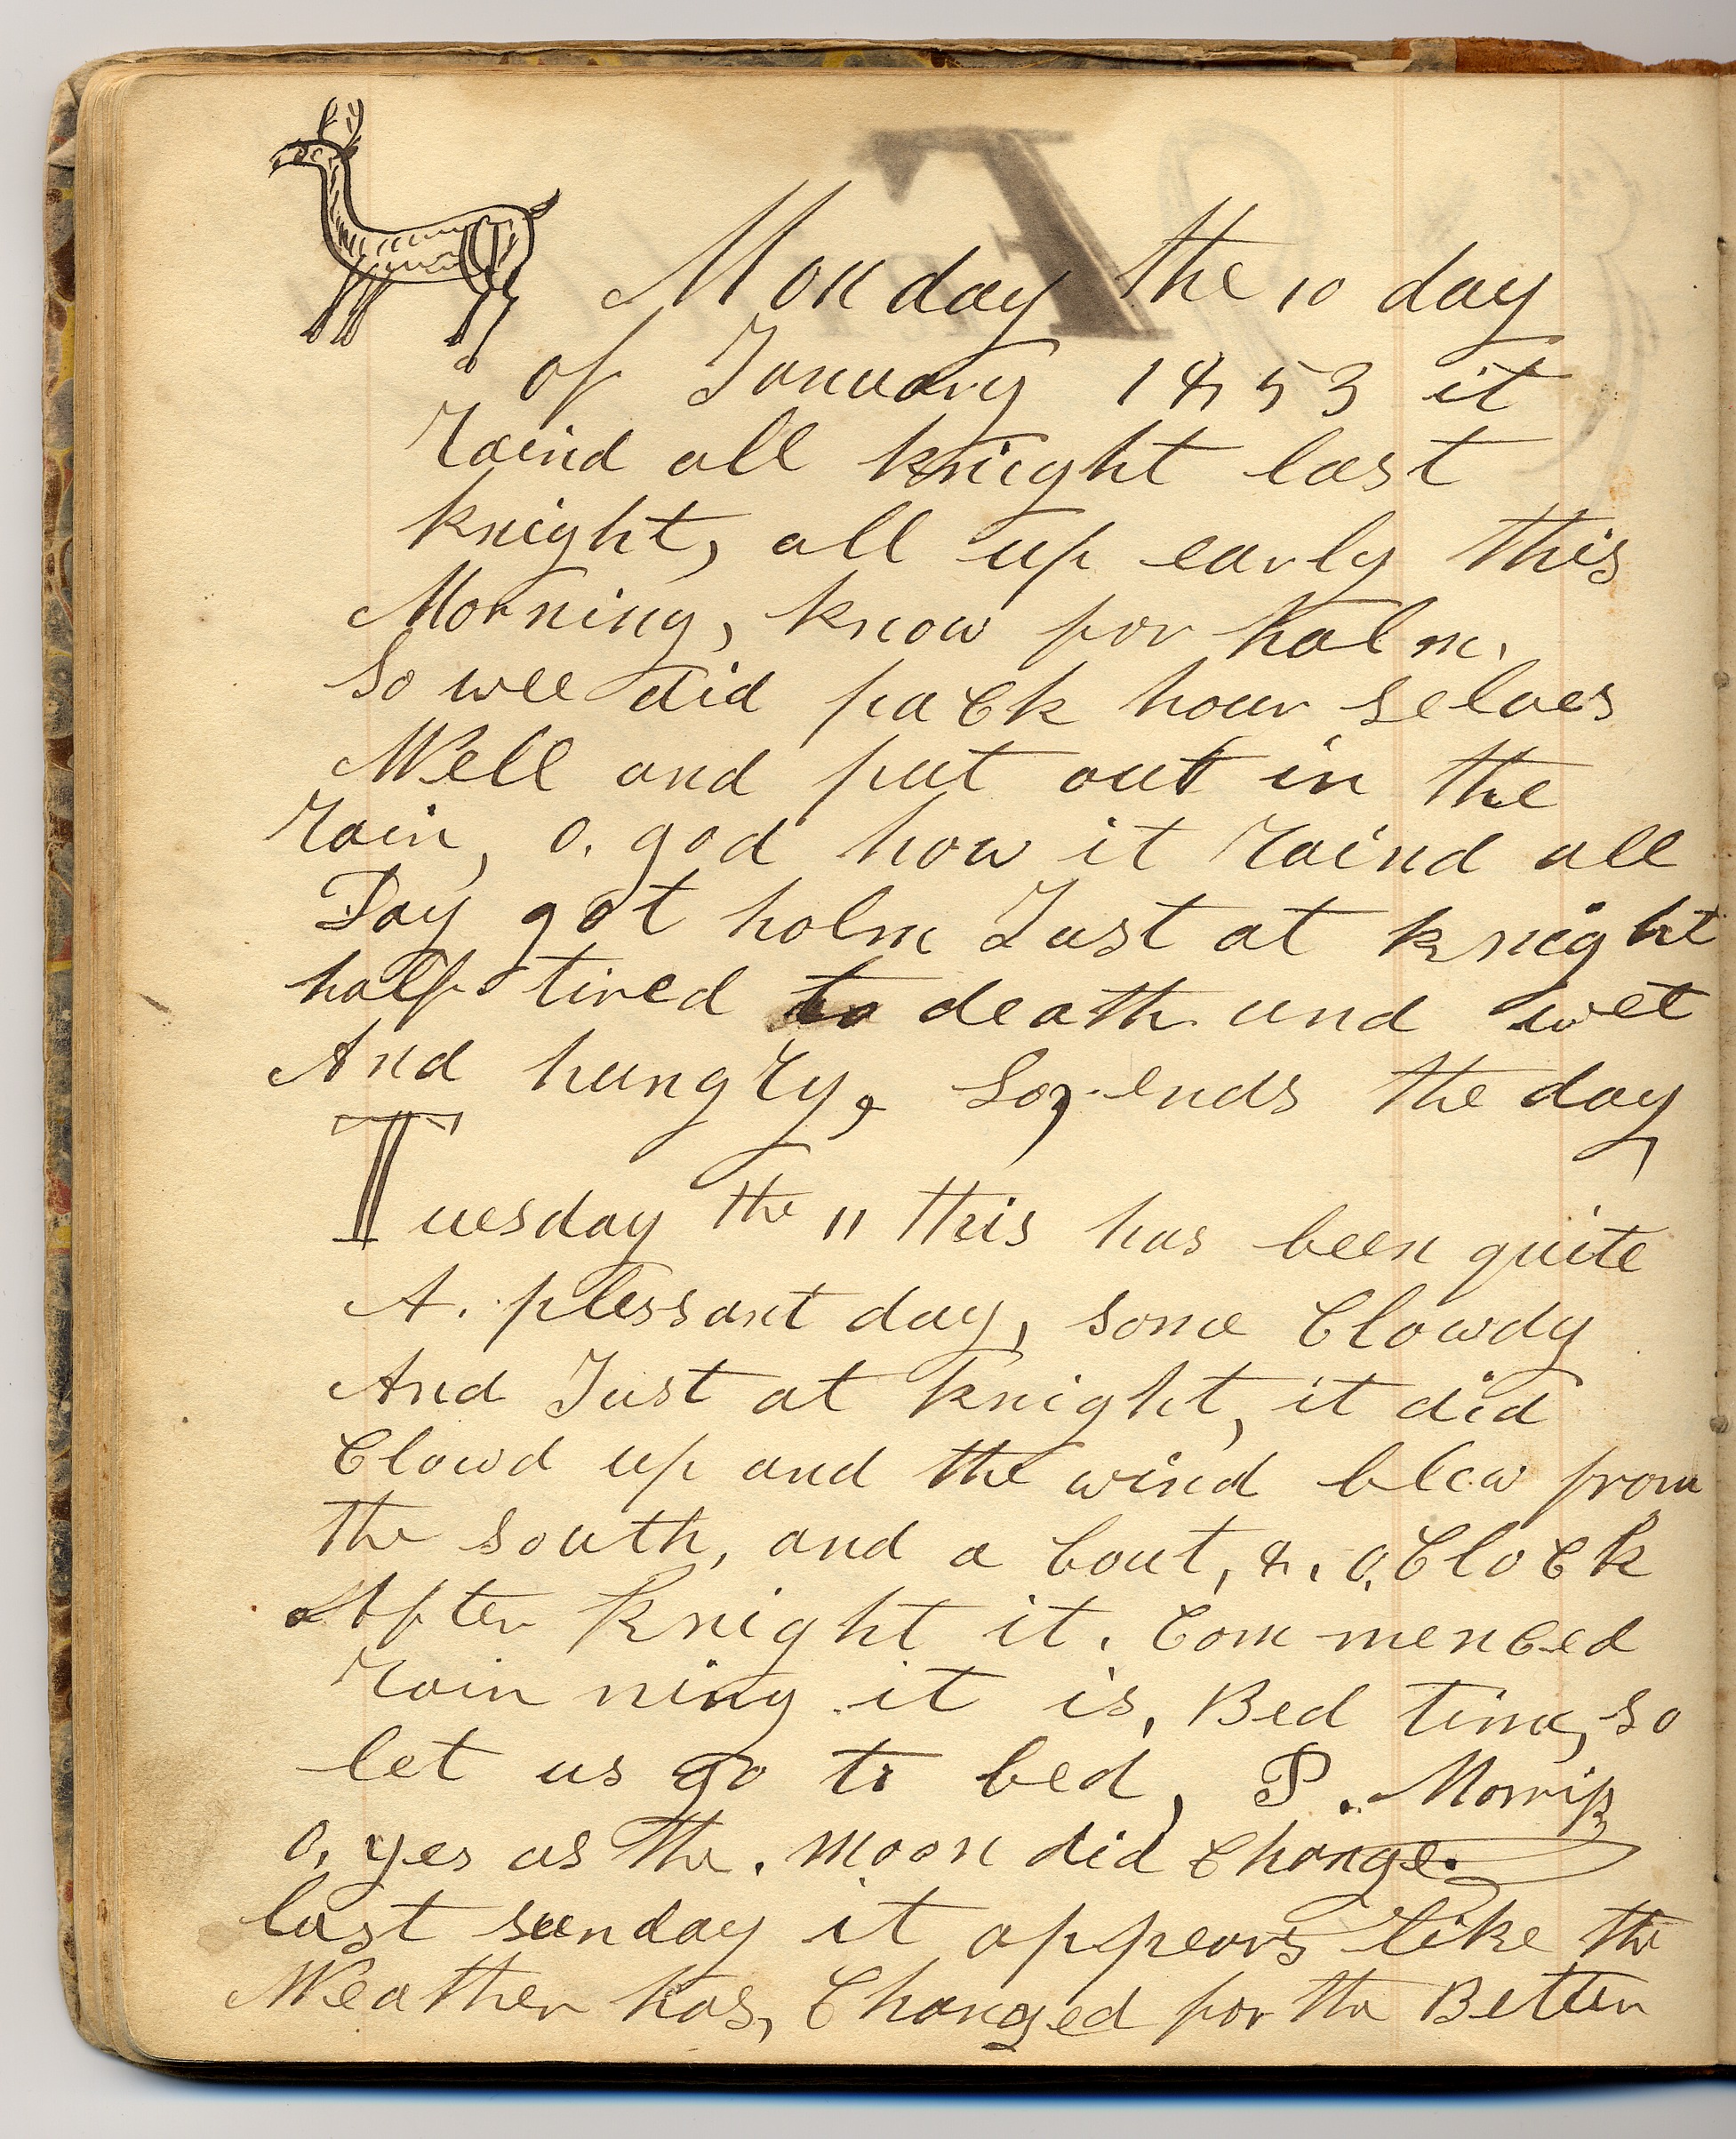 Monday the 10 day
of January 1853 it
raind all knight last
knight, all up early this
Morning, know for holm.
So wee did pack hour selves
Well and put out in the
rain, o. god how it raind all
Day got holm Just at knight
half tired to death und wet
And hungry, So, ends the day
Tuesday the 11 this has been quite
A. plessant day, some Clowdy
And Just at knight, it did
Clowd up and the wind blew from
the south, and a bout, 8. o, Clock
After knight it. Com menced
rain ning it is, Bed time, so
let us go to bed, P. Morriss
O, yes as the. moon did change.
last sunday it appears like the
Weather has, Changed for the Better